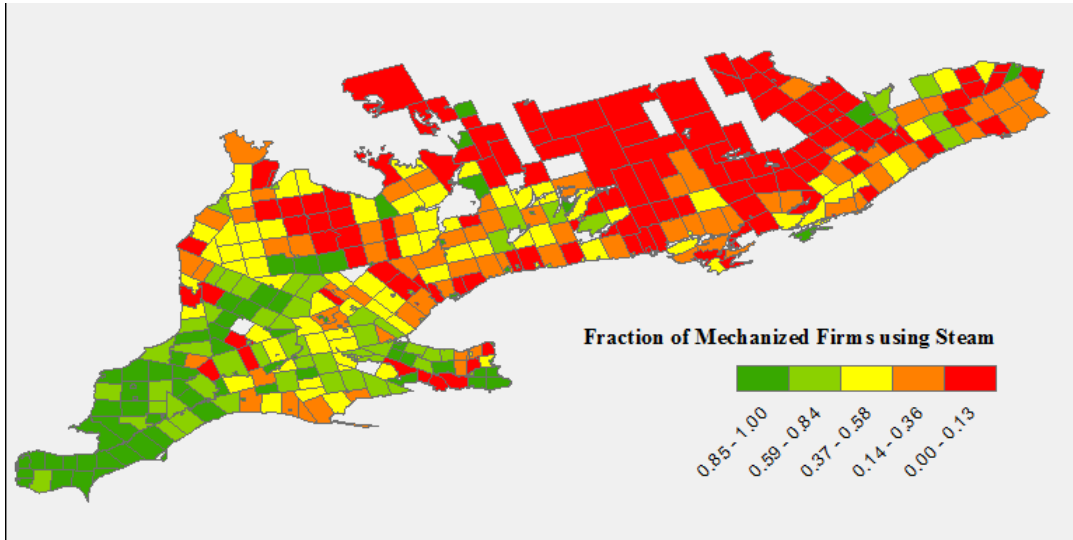 Fraction of Mechanized Firms using Steam
0.85 - 1.00
0.59 - 0.84
0.37 - 0.58
0.14 - 0.36
0.00 - 0.13